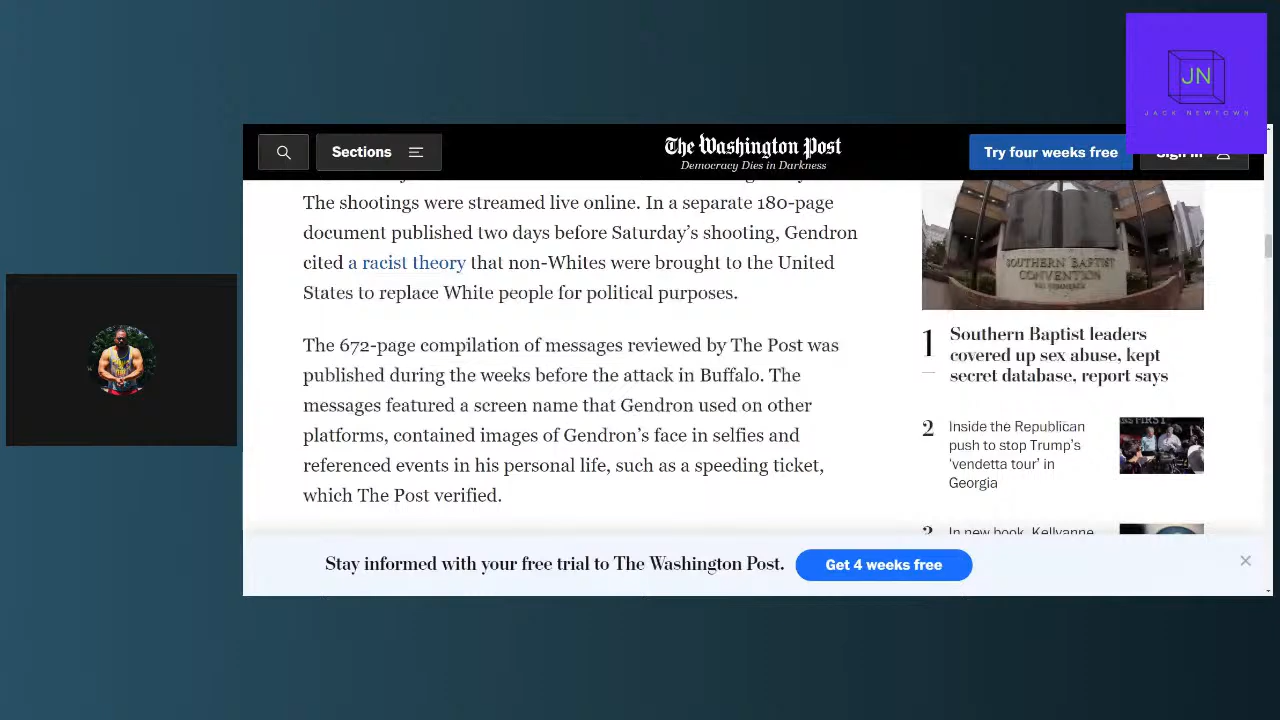 JN
JACK NEWTOWN
Sections
The Washington Post
Democracy Dies in Darkness
Try four weeks free
Sign in
The shootings were streamed live online. In a separate 180-page
document published two days before Saturday’s shooting, Gendron
cited a racist theory that non-Whites were brought to the United
States to replace White people for political purposes.
The 672-page compilation of messages reviewed by The Post was
published during the weeks before the attack in Buffalo. The
messages featured a screen name that Gendron used on other
platforms, contained images of Gendron’s face in selfies and
referenced events in his personal life, such as a speeding ticket,
which The Post verified.
SOUTHERN BAPTIST
CONVENTION
1
Southern Baptist leaders
covered up sex abuse, kept
secret database, report says
2
Inside the Republican
push to stop Trump’s
‘vendetta tour’ in
Georgia
In new book, Kellyanne
Stay informed with your free trial to The Washington Post.
Get 4 weeks free